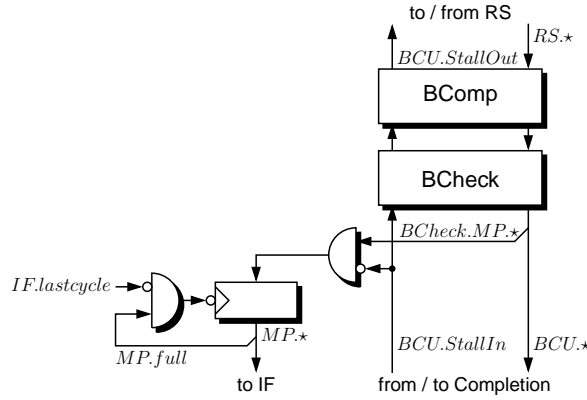 to / from RS
RS.⋆
BCU.StallOut
BComp
BCheck
BCheck.MP.⋆
IF.lastcycle
MP.⋆
MP.full
BCU.StallIn
BCU.⋆
to IF
from / to Completion